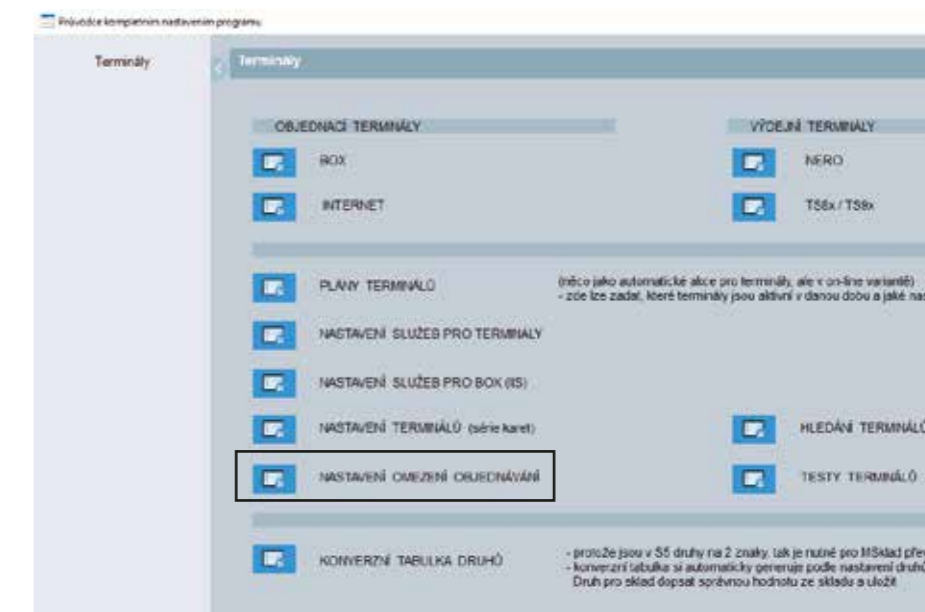 Průvodce kompletním nastavením programu
Terminály
Terminály
OBJEDNACÍ TERMINÁLY
VÝDEJNÍ TERMINÁLY
BOX
NERO
INTERNET
TS6x / TS8x
PLÁNY TERMINÁLŮ
(něco jako automatické akce pro terminály, ale v on-line variantě)
- zde lze zadat, které terminály jsou aktivní v danou dobu a jaké nas
NASTAVENÍ SLUŽEB PRO TERMINÁLY
NASTAVENÍ SLUŽEB PRO BOX (IIS)
NASTAVENÍ TERMINÁLŮ (série karet)
HLEDÁNÍ TERMINÁLŮ
NASTAVENÍ OMEZENÍ OBJEDNÁVÁNÍ
TESTY TERMINÁLŮ
KONVERZNÍ TABULKA DRUHŮ
- protože jsou v S5 druhy na 2 znaky, tak je nutné pro MSklad přev
- konverzní tabulka si automaticky generuje podle nastavení druhů
Druh pro sklad dopsat správnou hodnotu ze skladu a uložit